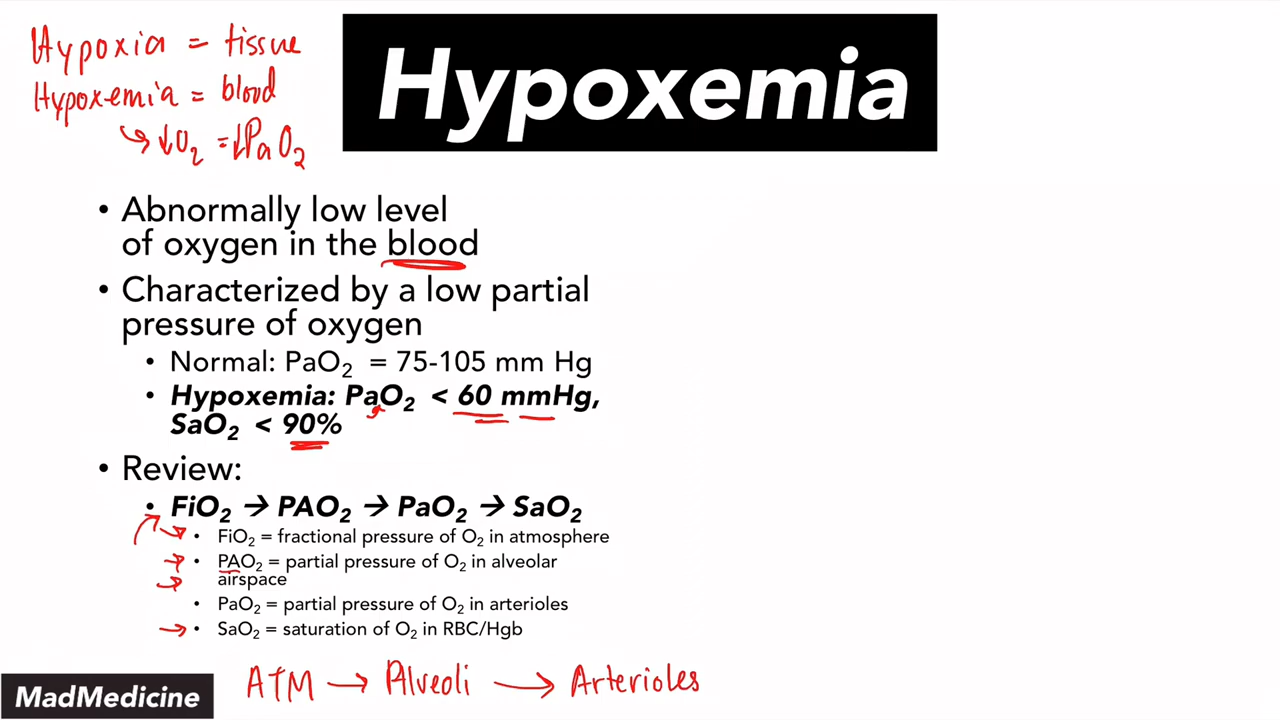 Hypoxia = tissue
Hypoxemia = blood
↳ ↓O₂ = ↓PaO₂
Hypoxemia
• Abnormally low level
of oxygen in the blood
• Characterized by a low partial
pressure of oxygen
• Normal: PaO₂ = 75-105 mm Hg
• Hypoxemia: PaO₂ < 60 mmHg,
SaO₂ < 90%
• Review:
• FiO₂ → PAO₂ → PaO₂ → SaO₂
• FiO₂ = fractional pressure of O₂ in atmosphere
• PAO₂ = partial pressure of O₂ in alveolar
airspace
• PaO₂ = partial pressure of O₂ in arterioles
• SaO₂ = saturation of O₂ in RBC/Hgb
ATM → Alveoli → Arterioles
MadMedicine